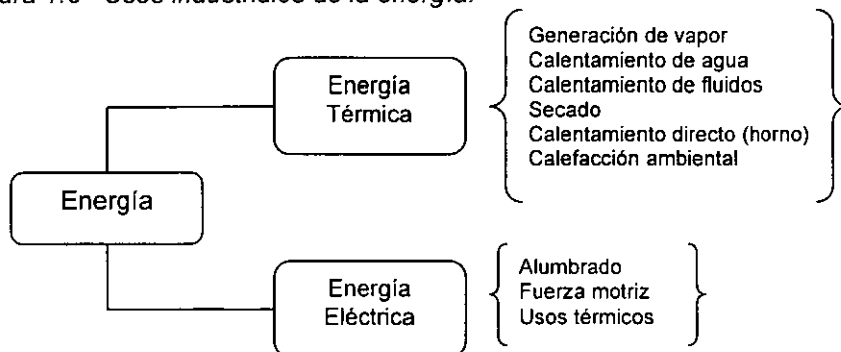 Usos industriales de la energía.
Energía
Térmica
Generación de vapor
Calentamiento de agua
Calentamiento de fluidos
Secado
Calentamiento directo (horno)
Calefacción ambiental
Energía
Energía
Eléctrica
Alumbrado
Fuerza motriz
Usos térmicos